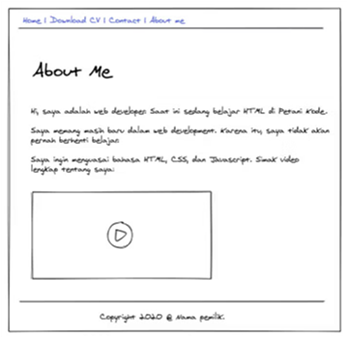 Home | Download CV | Contact | About me
About Me
Hi, saya adalah web developer. Saat ini sedang belajar HTML di Petani Kode.
Saya memang masih baru dalam web development. Karena itu, saya tidak akan
pernah berhenti belajar.
Saya ingin menguasai bahasa HTML, CSS, dan Javascript. Simak video
lengkap tentang saya:
Copyright 2020 @ Nama pemilik.